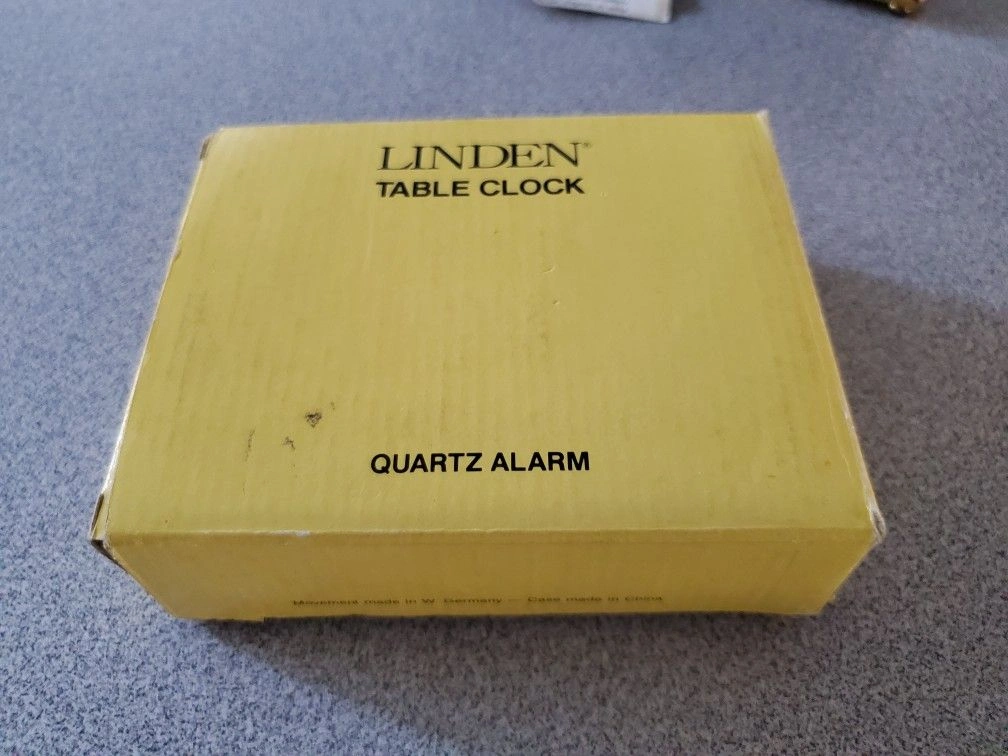 LINDEN®
TABLE CLOCK
QUARTZ ALARM
Movement made in W. Germany — Case made in China